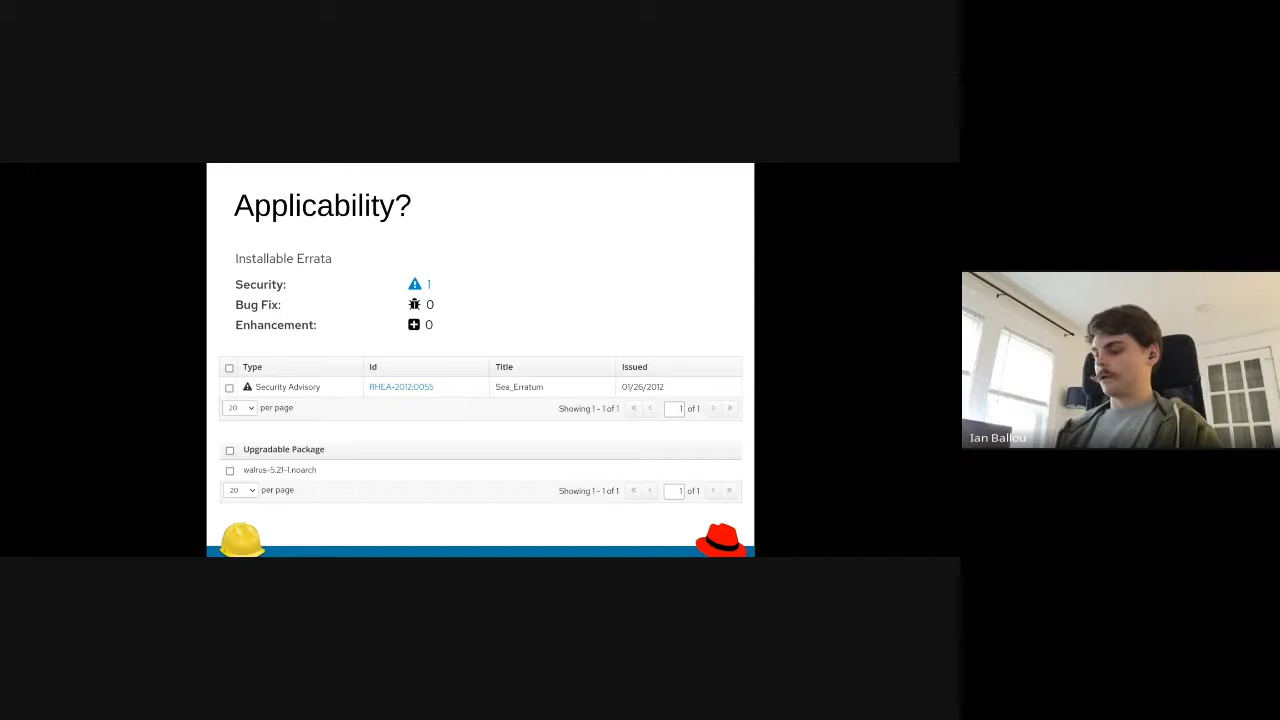 Applicability?
Installable Errata
Security: 1
Bug Fix: 0
Enhancement: 0
Type Id Title Issued
Security Advisory RHEA-2012:0055 Sea_Erratum 01/26/2012
20 per page Showing 1 - 1 of 1 « < 1 of 1 > »
Upgradable Package
walrus-5.21-1.noarch
20 per page Showing 1 - 1 of 1 « < 1 of 1 > »
Ian Ballou